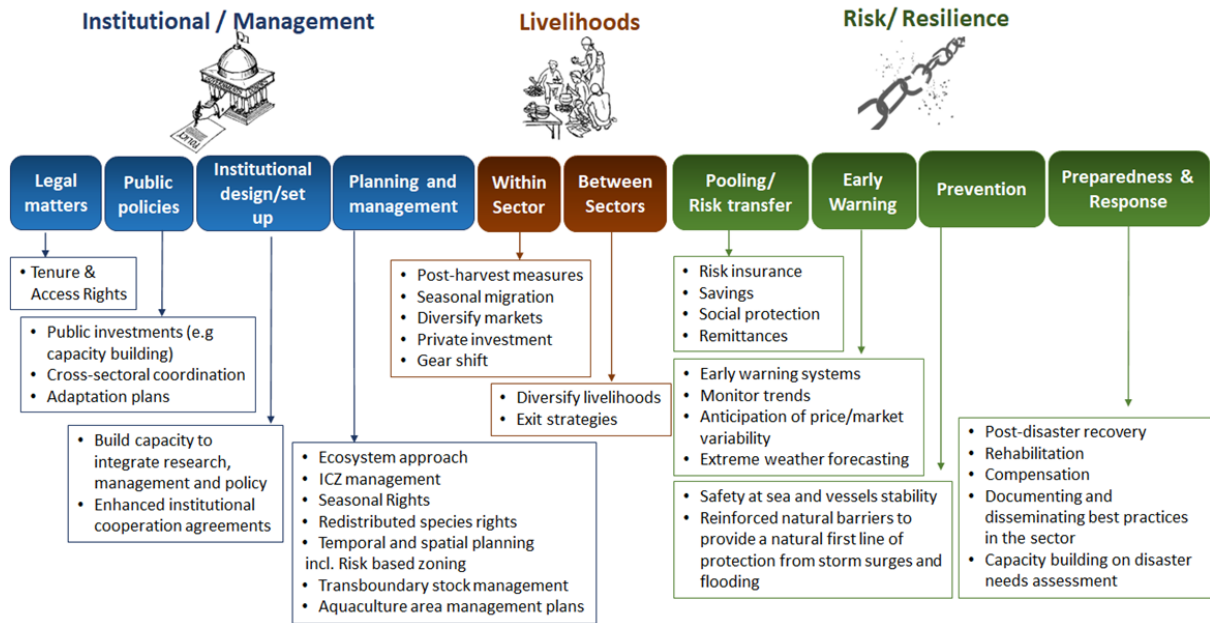 Institutional / Management
Livelihoods
Risk/ Resilience
POLICY
Legal
matters
Public
policies
Institutional
design/set
up
Planning and
management
Within
Sector
Between
Sectors
Pooling/
Risk transfer
Early
Warning
Prevention
Preparedness &
Response
• Tenure &
Access Rights
• Public investments (e.g
capacity building)
• Cross-sectoral coordination
• Adaptation plans
• Build capacity to
integrate research,
management and policy
• Enhanced institutional
cooperation agreements
• Ecosystem approach
• ICZ management
• Seasonal Rights
• Redistributed species rights
• Temporal and spatial planning
incl. Risk based zoning
• Transboundary stock management
• Aquaculture area management plans
• Post-harvest measures
• Seasonal migration
• Diversify markets
• Private investment
• Gear shift
• Diversify livelihoods
• Exit strategies
• Risk insurance
• Savings
• Social protection
• Remittances
• Early warning systems
• Monitor trends
• Anticipation of price/market
variability
• Extreme weather forecasting
• Safety at sea and vessels stability
• Reinforced natural barriers to
provide a natural first line of
protection from storm surges and
flooding
• Post-disaster recovery
• Rehabilitation
• Compensation
• Documenting and
disseminating best practices
in the sector
• Capacity building on disaster
needs assessment